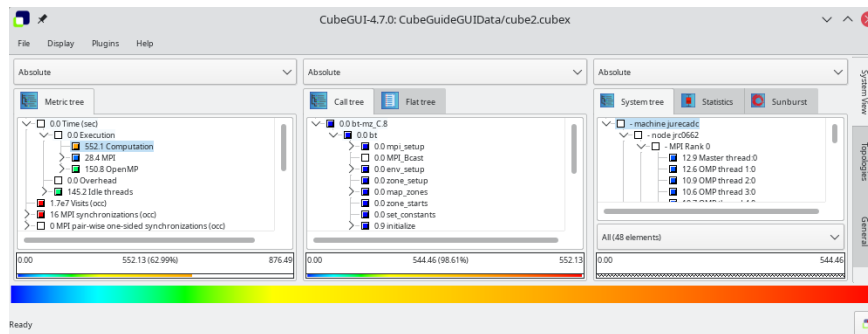 CubeGUI-4.7.0: CubeGuideGUIData/cube2.cubex
File Display Plugins Help
Absolute
Metric tree
0.0 Time (sec)
0.0 Execution
552.1 Computation
28.4 MPI
150.8 OpenMP
0.0 Overhead
145.2 Idle threads
1.7e7 Visits (occ)
16 MPI synchronizations (occ)
0 MPI pair-wise one-sided synchronizations (occ)
0.00 552.13 (62.99%) 876.49
Absolute
Call tree Flat tree
0.0 bt-mz_C.8
0.0 bt
0.0 mpi_setup
0.0 MPI_Bcast
0.0 env_setup
0.0 zone_setup
0.0 map_zones
0.0 zone_starts
0.0 set_constants
0.9 initialize
0.00 544.46 (98.61%) 552.13
Absolute
System tree Statistics Sunburst
- machine jurecadc
- node jrc0662
- MPI Rank 0
12.9 Master thread:0
12.6 OMP thread 1:0
10.9 OMP thread 2:0
10.6 OMP thread 3:0
All (48 elements)
0.00 544.46
System View
Topologies
General
Ready